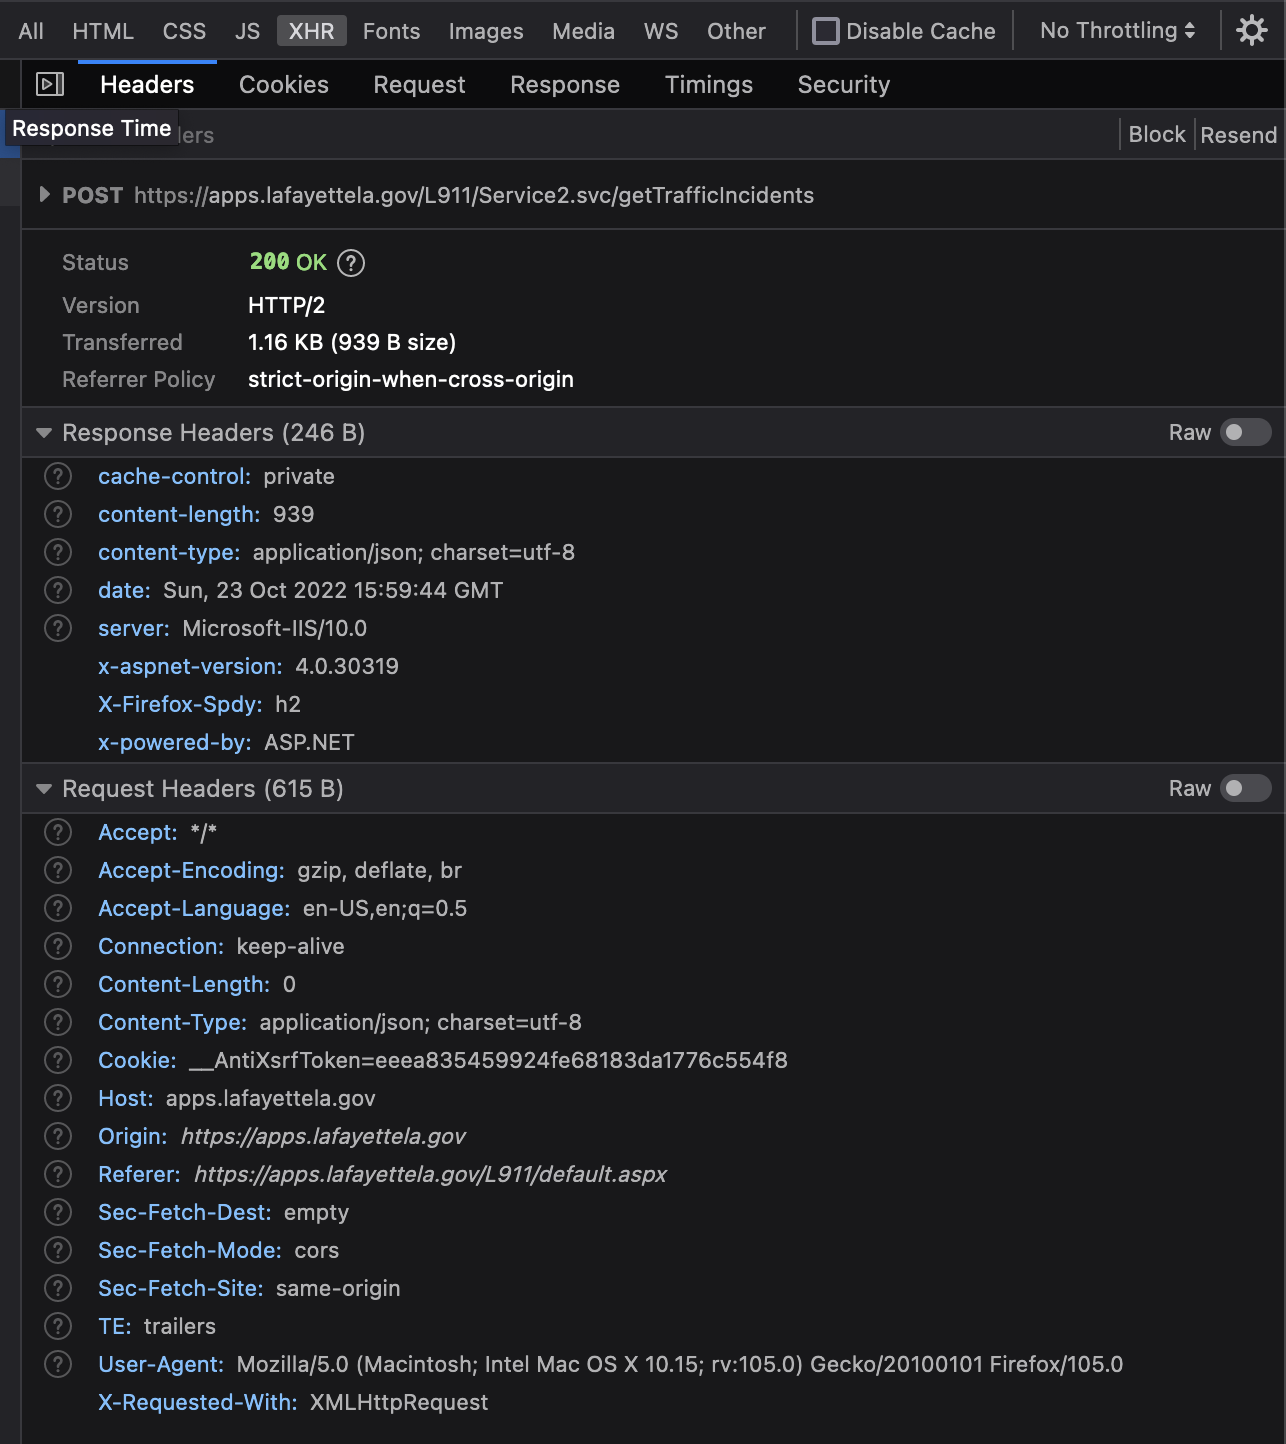 All HTML CSS JS XHR Fonts Images Media WS Other Disable Cache No Throttling
Headers Cookies Request Response Timings Security
Response Time
Block Resend
POST https://apps.lafayettela.gov/L911/Service2.svc/getTrafficIncidents
Status 200 OK ?
Version HTTP/2
Transferred 1.16 KB (939 B size)
Referrer Policy strict-origin-when-cross-origin
Response Headers (246 B) Raw
? cache-control: private
? content-length: 939
? content-type: application/json; charset=utf-8
? date: Sun, 23 Oct 2022 15:59:44 GMT
? server: Microsoft-IIS/10.0
x-aspnet-version: 4.0.30319
X-Firefox-Spdy: h2
x-powered-by: ASP.NET
Request Headers (615 B) Raw
? Accept: */*
? Accept-Encoding: gzip, deflate, br
? Accept-Language: en-US,en;q=0.5
? Connection: keep-alive
? Content-Length: 0
? Content-Type: application/json; charset=utf-8
? Cookie: __AntiXsrfToken=eeea835459924fe68183da1776c554f8
? Host: apps.lafayettela.gov
? Origin: https://apps.lafayettela.gov
? Referer: https://apps.lafayettela.gov/L911/default.aspx
? Sec-Fetch-Dest: empty
? Sec-Fetch-Mode: cors
? Sec-Fetch-Site: same-origin
? TE: trailers
? User-Agent: Mozilla/5.0 (Macintosh; Intel Mac OS X 10.15; rv:105.0) Gecko/20100101 Firefox/105.0
X-Requested-With: XMLHttpRequest